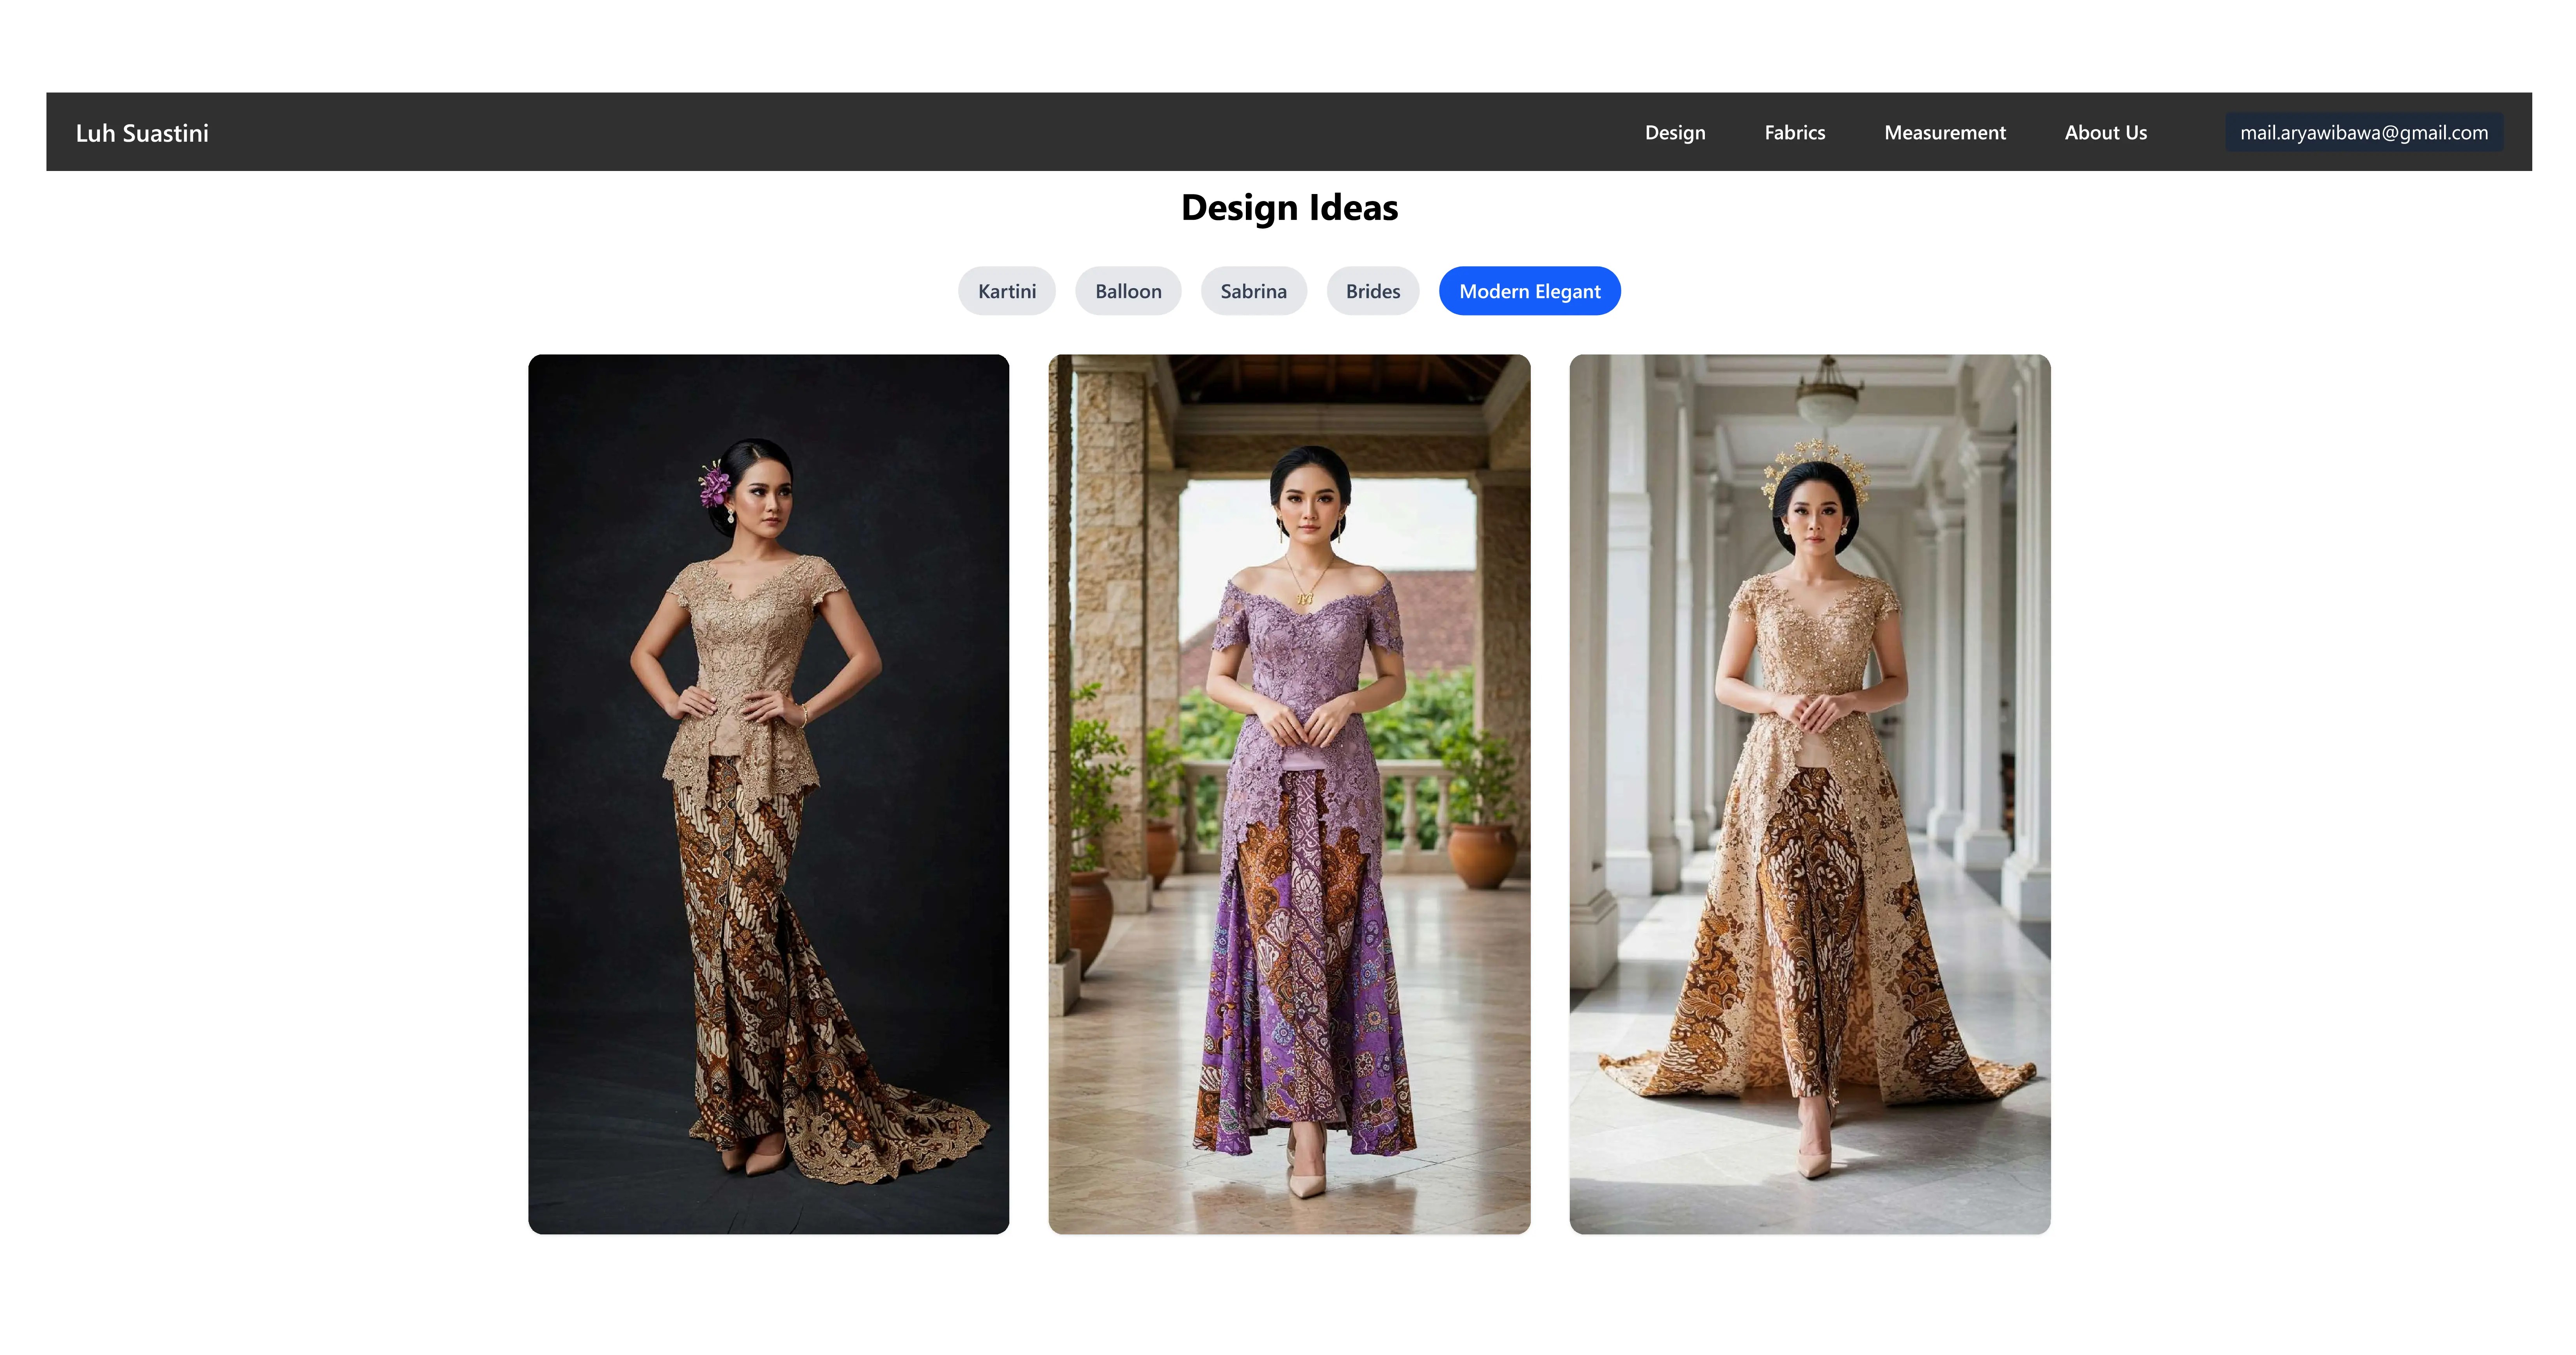 Luh Suastini
Design
Fabrics
Measurement
About Us
mail.aryawibawa@gmail.com
Design Ideas
Kartini
Balloon
Sabrina
Brides
Modern Elegant